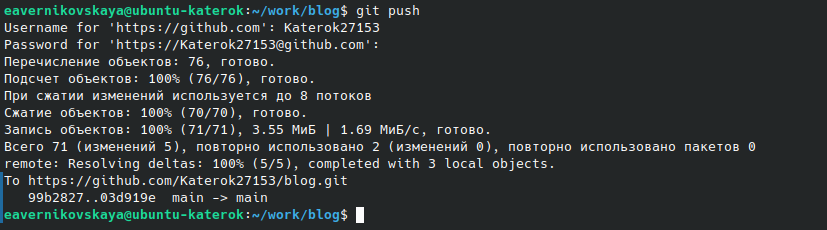 eavernikovskaya@ubuntu-katerok:~/work/blog$ git push
Username for 'https://github.com': Katerok27153
Password for 'https://Katerok27153@github.com':
Перечисление объектов: 76, готово.
Подсчет объектов: 100% (76/76), готово.
При сжатии изменений используется до 8 потоков
Сжатие объектов: 100% (70/70), готово.
Запись объектов: 100% (71/71), 3.55 МиБ | 1.69 МиБ/с, готово.
Всего 71 (изменений 5), повторно использовано 2 (изменений 0), повторно использовано пакетов 0
remote: Resolving deltas: 100% (5/5), completed with 3 local objects.
To https://github.com/Katerok27153/blog.git
   99b2827..03d919e  main -> main
eavernikovskaya@ubuntu-katerok:~/work/blog$